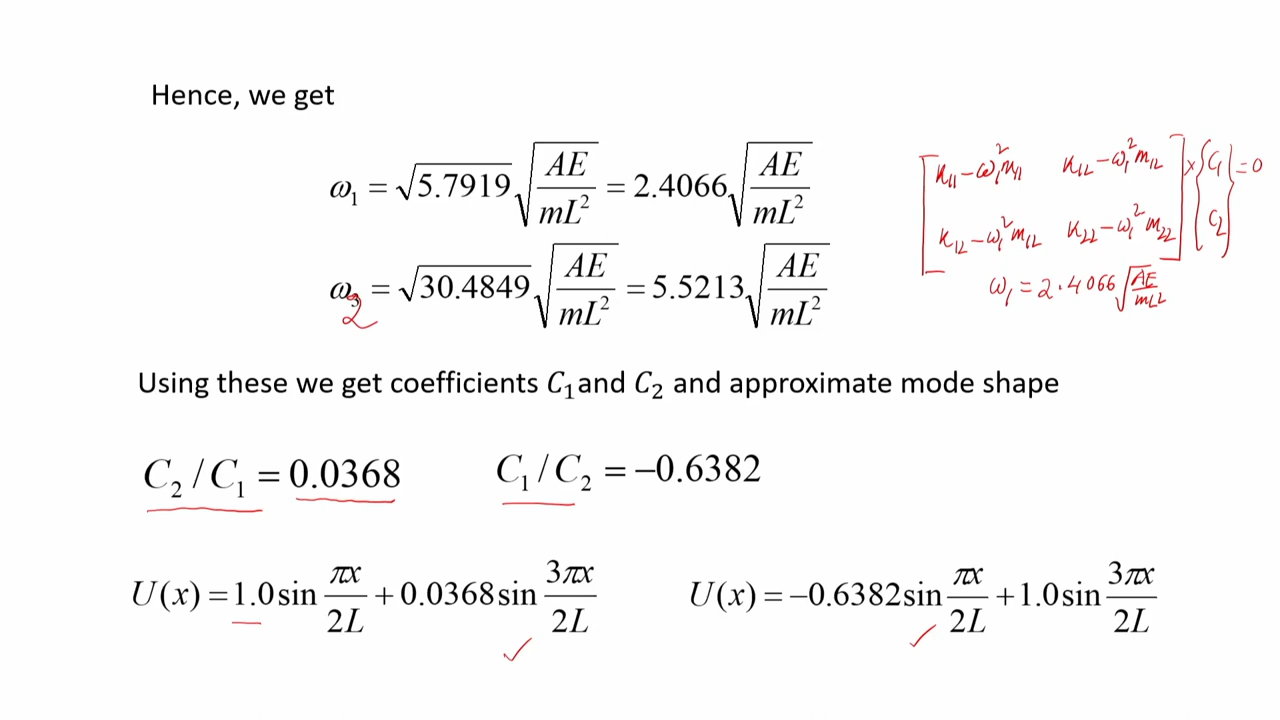 Hence, we get
ω₁ = √5.7919 √(AE/mL²) = 2.4066 √(AE/mL²)
ω₃ = √30.4849 √(AE/mL²) = 5.5213 √(AE/mL²)
2
[k₁₁ − ω₁²m₁₁   k₁₂ − ω₁²m₁₂
k₁₂ − ω₁²m₁₂   k₂₂ − ω₁²m₂₂] × {C₁ C₂} = 0
ω₁ = 2.4066 √(AE/mL²)
Using these we get coefficients C₁and C₂ and approximate mode shape
C₂ / C₁ = 0.0368   C₁ / C₂ = −0.6382
U(x) = 1.0 sin πx/2L + 0.0368 sin 3πx/2L   U(x) = −0.6382 sin πx/2L + 1.0 sin 3πx/2L